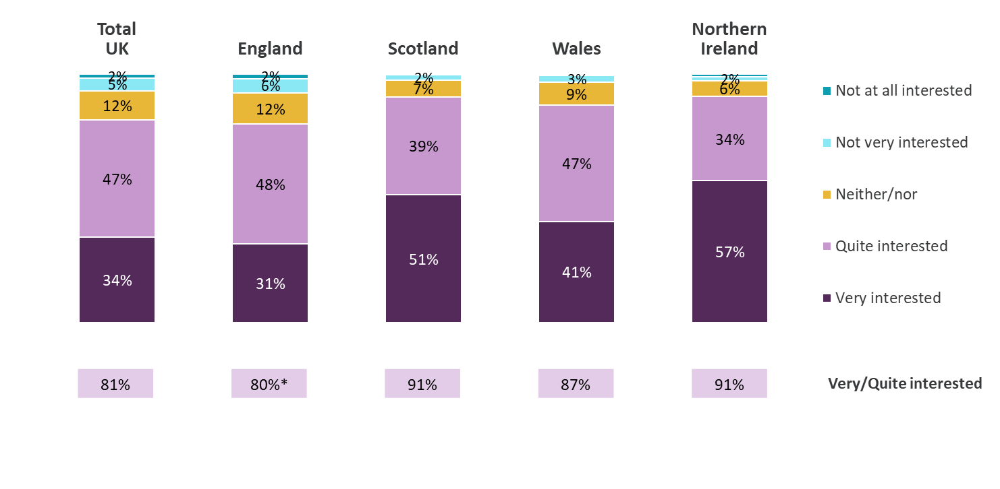 Total
UK
England
Scotland
Wales
Northern
Ireland
2%
2%
2%
3%
2%
5%
6%
7%
9%
6%
12%
12%
47%
48%
39%
47%
34%
34%
31%
51%
41%
57%
Not at all interested
Not very interested
Neither/nor
Quite interested
Very interested
81%
80%*
91%
87%
91%
Very/Quite interested